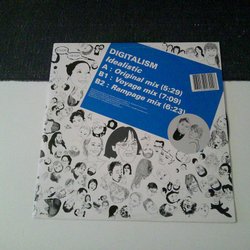 DIGITALISM
Idealistic
A : Original mix (5:29)
B1 : Voyage mix (7:09)
B2 : Rampage mix (6:23)